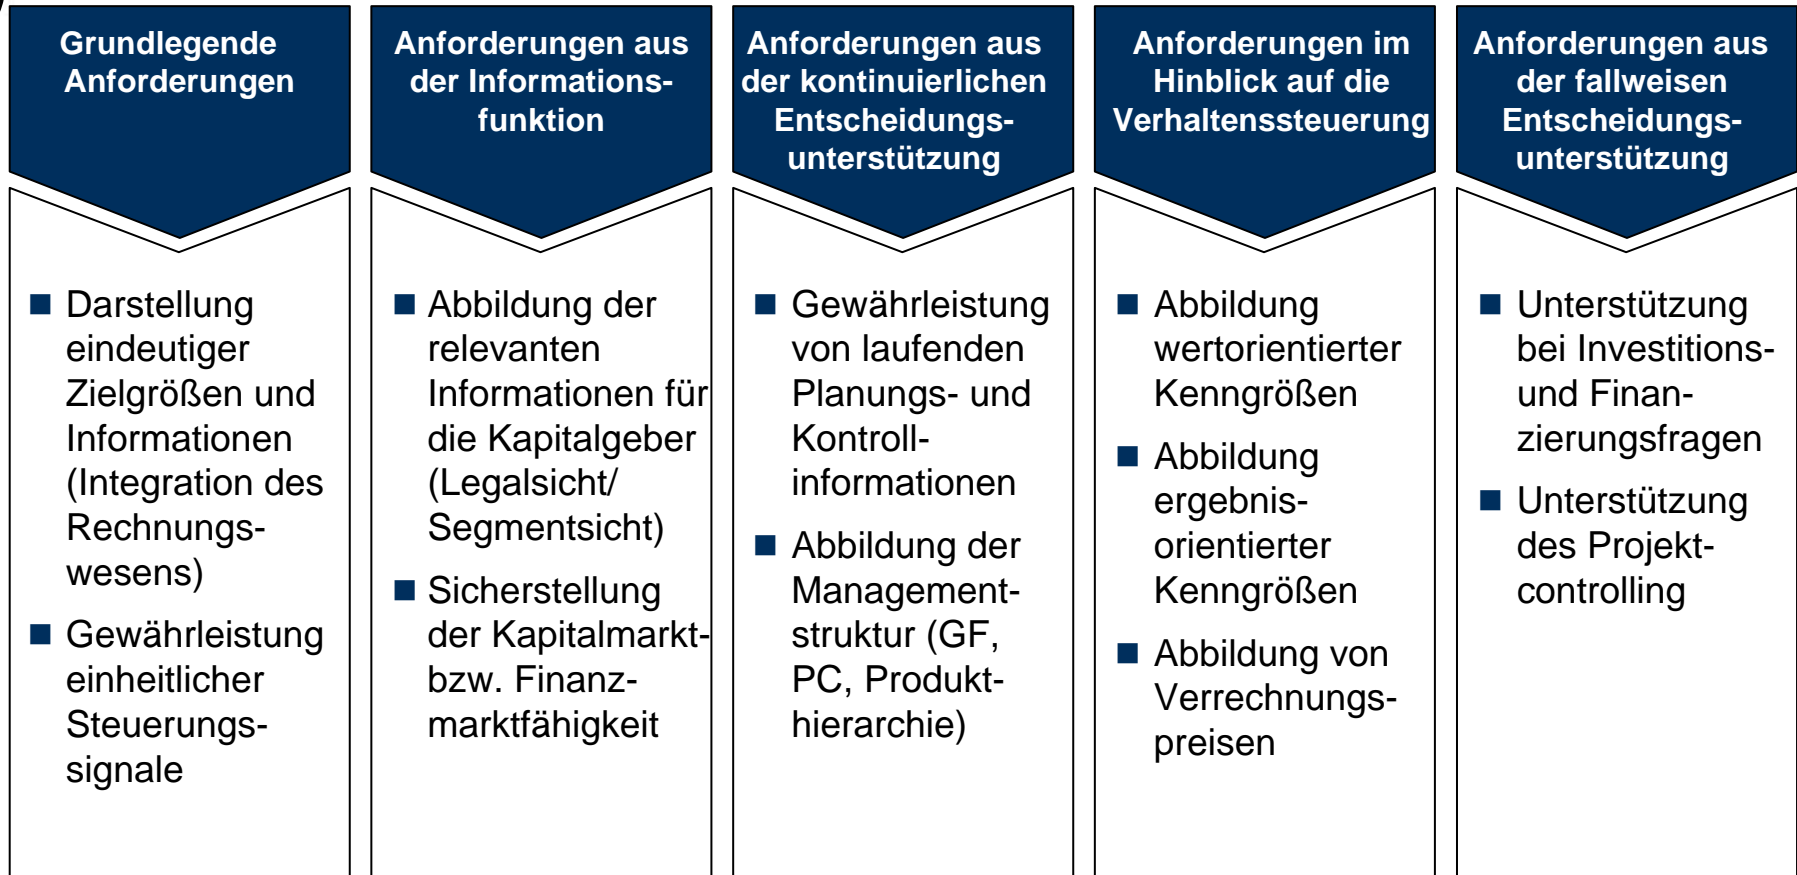 Grundlegende
Anforderungen
Anforderungen aus
der Informations-
funktion
Anforderungen aus
der kontinuierlichen
Entscheidungs-
unterstützung
Anforderungen im
Hinblick auf die
Verhaltenssteuerung
Anforderungen aus
der fallweisen
Entscheidungs-
unterstützung
Darstellung
eindeutiger
Zielgrößen und
Informationen
(Integration des
Rechnungs-
wesens)
Gewährleistung
einheitlicher
Steuerungs-
signale
Abbildung der
relevanten
Informationen für
die Kapitalgeber
(Legalsicht/
Segmentsicht)
Sicherstellung
der Kapitalmarkt-
bzw. Finanz-
marktfähigkeit
Gewährleistung
von laufenden
Planungs- und
Kontroll-
informationen
Abbildung der
Management-
struktur (GF,
PC, Produkt-
hierarchie)
Abbildung
wertorientierter
Kenngrößen
Abbildung
ergebnis-
orientierter
Kenngrößen
Abbildung von
Verrechnungs-
preisen
Unterstützung
bei Investitions-
und Finan-
zierungsfragen
Unterstützung
des Projekt-
controlling